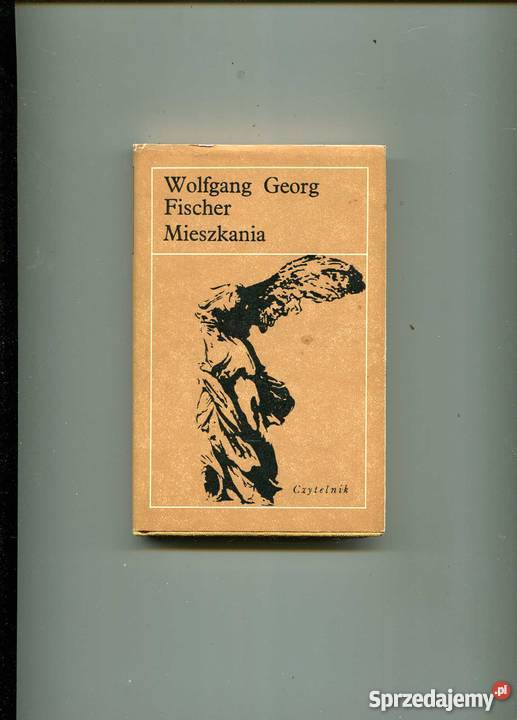 Wolfgang Georg
Fischer
Mieszkania
Czytelnik
Sprzedajemy.pl